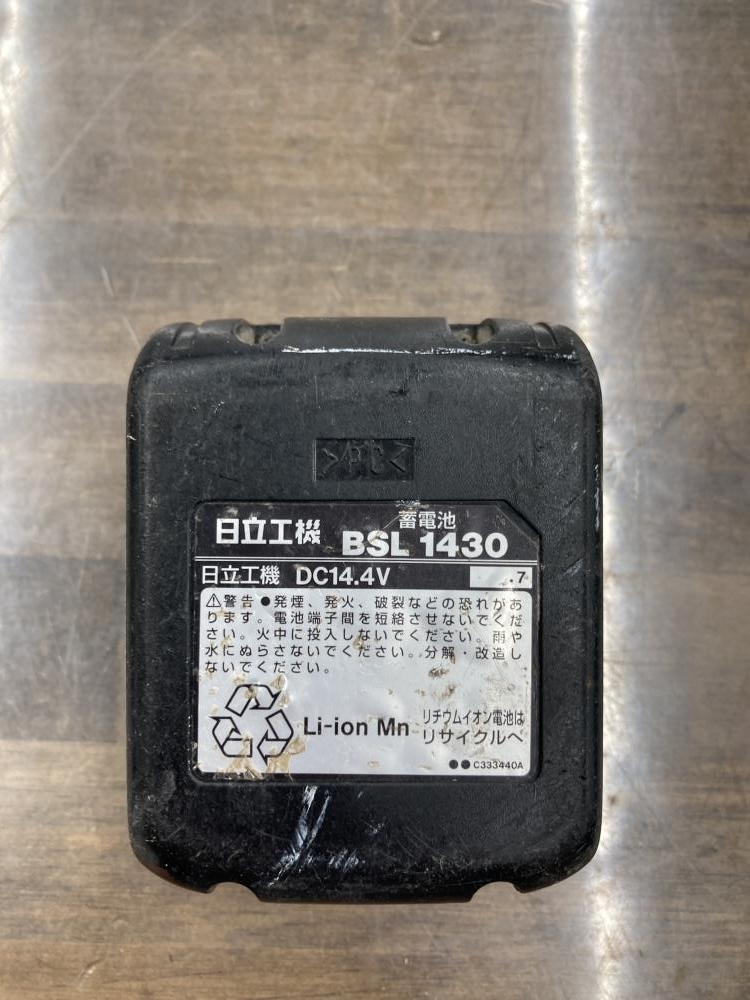 >PC<
日立工機 蓄電池
BSL 1430
日立工機 DC14.4V .7
⚠警告 ●発煙、発火、破裂などの恐れがあ
ります。電池端子間を短絡させないでくだ
さい。火中に投入しないでください。雨や
水にぬらさないでください。分解・改造し
ないでください。
Li-ion Mn リチウムイオン電池は
リサイクルへ
●● C333440A